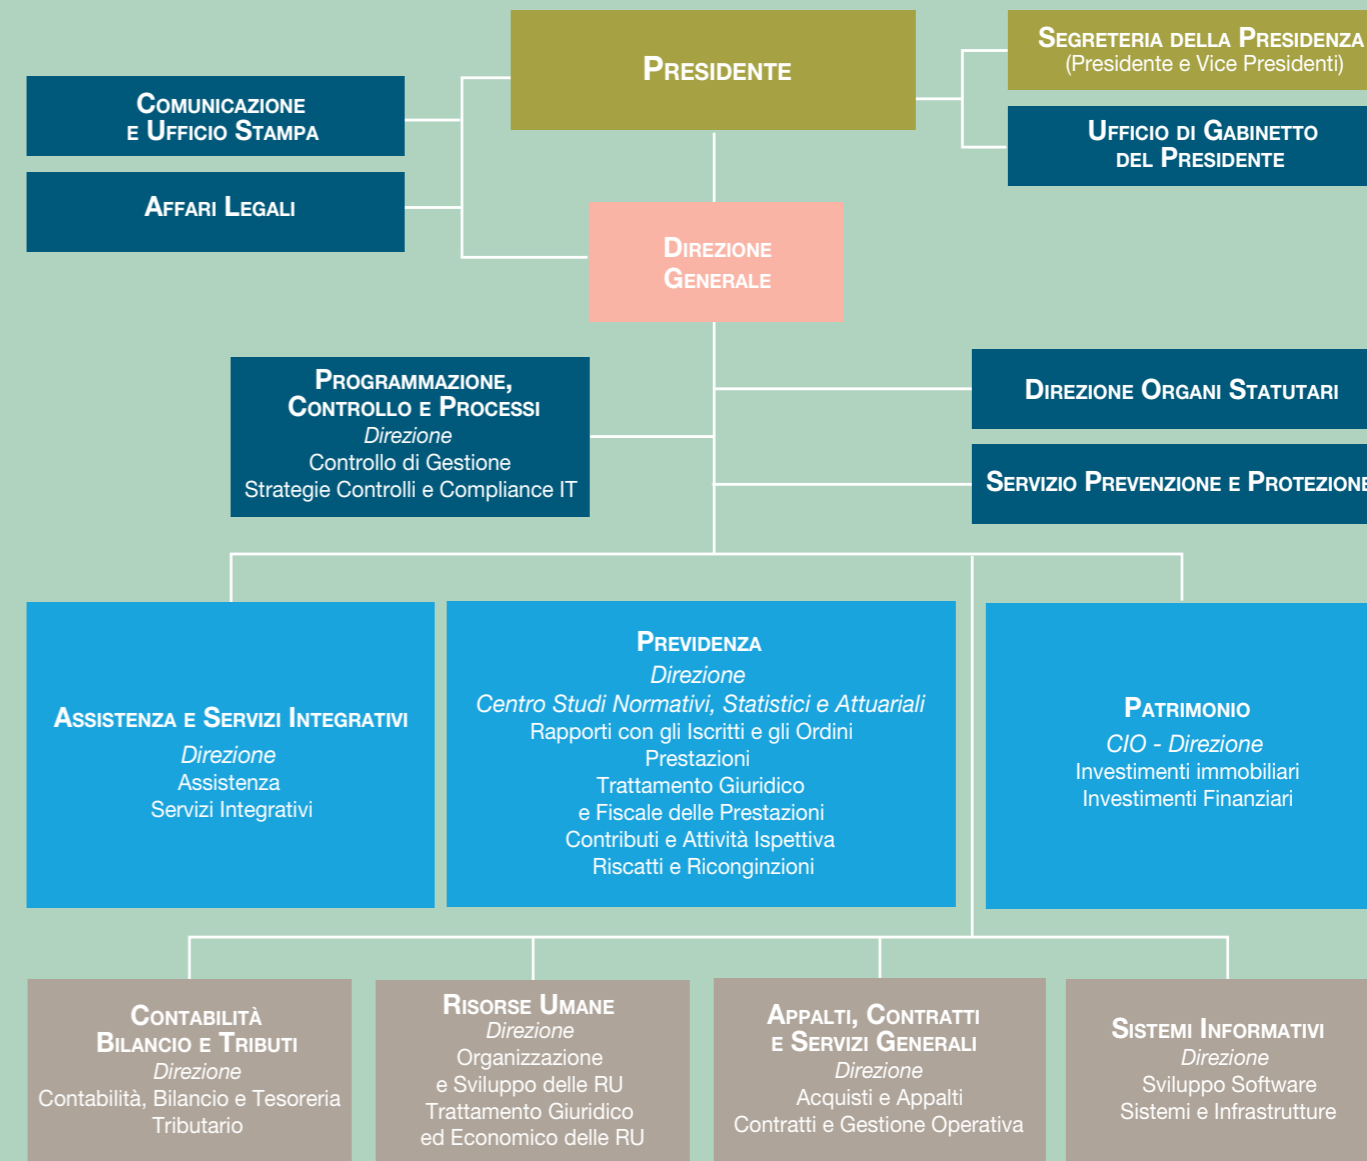 Presidente
Segreteria della Presidenza
(Presidente e Vice Presidenti)
Comunicazione
e Ufficio Stampa
Ufficio di Gabinetto
del Presidente
Affari Legali
Direzione
Generale
Programmazione,
Controllo e Processi
Direzione
Controllo di Gestione
Strategie Controlli e Compliance IT
Direzione Organi Statutari
Servizio Prevenzione e Protezione
Assistenza e Servizi Integrativi
Direzione
Assistenza
Servizi Integrativi
Previdenza
Direzione
Centro Studi Normativi, Statistici e Attuariali
Rapporti con gli Iscritti e gli Ordini
Prestazioni
Trattamento Giuridico
e Fiscale delle Prestazioni
Contributi e Attività Ispettiva
Riscatti e Riconginzioni
Patrimonio
CIO - Direzione
Investimenti immobiliari
Investimenti Finanziari
Contabilità
Bilancio e Tributi
Direzione
Contabilità, Bilancio e Tesoreria
Tributario
Risorse Umane
Direzione
Organizzazione
e Sviluppo delle RU
Trattamento Giuridico
ed Economico delle RU
Appalti, Contratti
e Servizi Generali
Direzione
Acquisti e Appalti
Contratti e Gestione Operativa
Sistemi Informativi
Direzione
Sviluppo Software
Sistemi e Infrastrutture